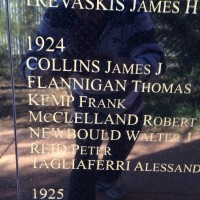 TREVASKIS JAMES H
1924
COLLINS JAMES J
FLANNIGAN THOMAS
KEMP FRANK
MCCLELLAND ROBERT
NEWBOULD WALTER J
REID PETER
TAGLIAFERRI ALESSAND
1925